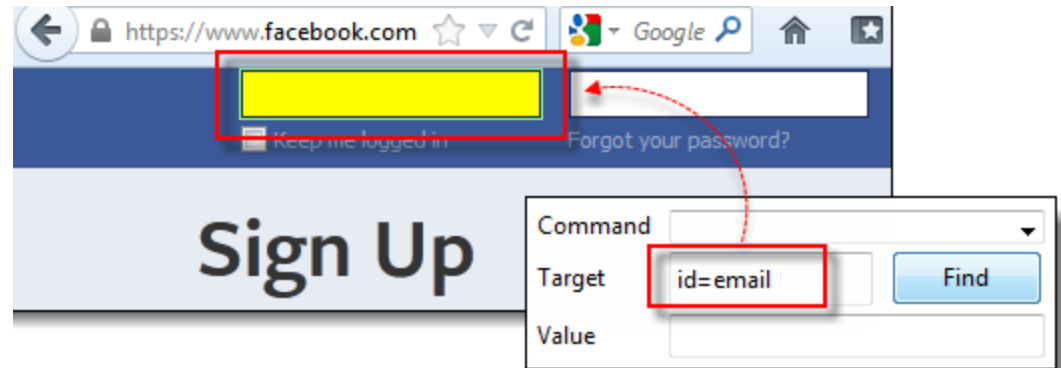 https://www.facebook.com Google
Keep me logged in Forgot your password?
Sign Up
Command
Target id=email Find
Value